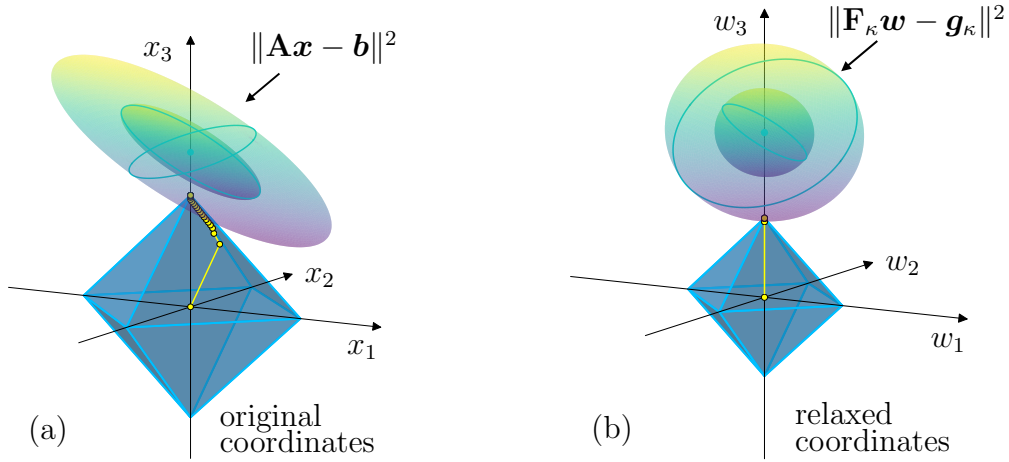 x₃
‖Ax − b‖²
x₂
x₁
(a)
original
coordinates
w₃
‖F_κw − g_κ‖²
w₂
w₁
(b)
relaxed
coordinates